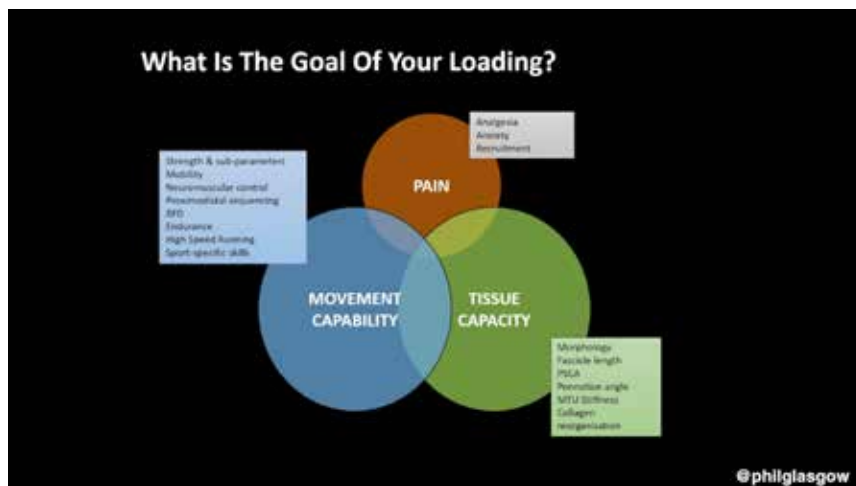 What Is The Goal Of Your Loading?
Analgesia
Anxiety
Recruitment
PAIN
Strength & sub-parameters
Mobility
Neuromuscular control
Proximodistal sequencing
RFD
Endurance
High Speed Running
Sport-specific skills
MOVEMENT
CAPABILITY
TISSUE
CAPACITY
Morphology
Fascicle length
PSCA
Pennation angle
MTU Stiffness
Collagen
reorganisation
@philglasgow